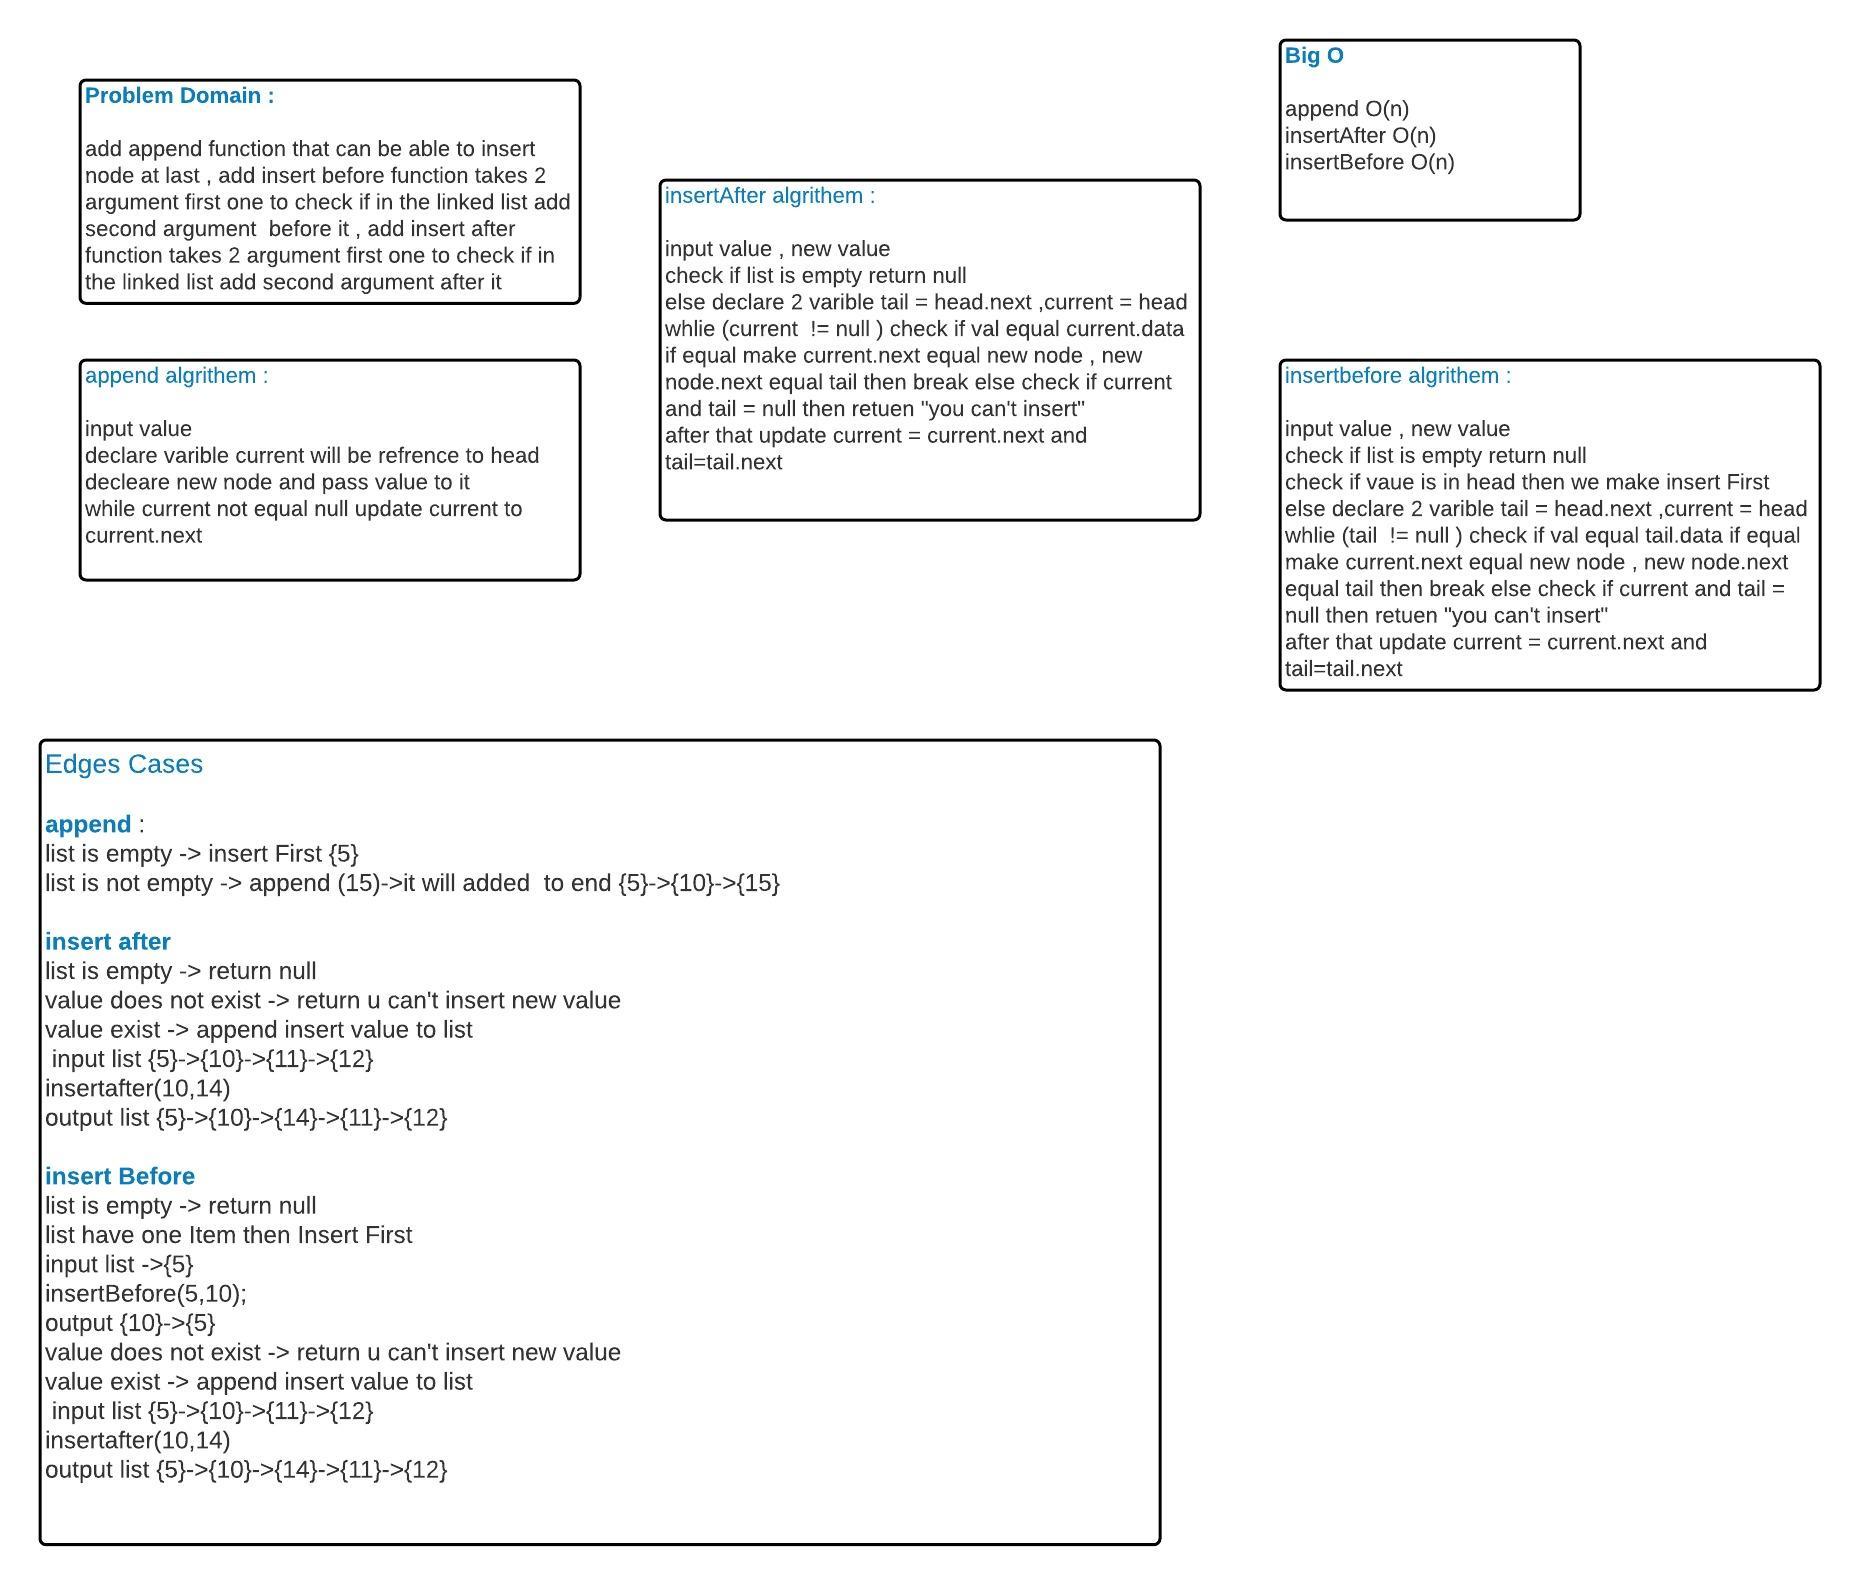 Problem Domain :
add append function that can be able to insert
node at last , add insert before function takes 2
argument first one to check if in the linked list add
second argument  before it , add insert after
function takes 2 argument first one to check if in
the linked list add second argument after it
append algrithem :
input value
declare varible current will be refrence to head
decleare new node and pass value to it
while current not equal null update current to
current.next
insertAfter algrithem :
input value , new value
check if list is empty return null
else declare 2 varible tail = head.next ,current = head
whlie (current  != null ) check if val equal current.data
if equal make current.next equal new node , new
node.next equal tail then break else check if current
and tail = null then retuen "you can't insert"
after that update current = current.next and
tail=tail.next
Big O
append O(n)
insertAfter O(n)
insertBefore O(n)
insertbefore algrithem :
input value , new value
check if list is empty return null
check if vaue is in head then we make insert First
else declare 2 varible tail = head.next ,current = head
whlie (tail  != null ) check if val equal tail.data if equal
make current.next equal new node , new node.next
equal tail then break else check if current and tail =
null then retuen "you can't insert"
after that update current = current.next and
tail=tail.next
Edges Cases
append :
list is empty -> insert First {5}
list is not empty -> append (15)->it will added  to end {5}->{10}->{15}
insert after
list is empty -> return null
value does not exist -> return u can't insert new value
value exist -> append insert value to list
input list {5}->{10}->{11}->{12}
insertafter(10,14)
output list {5}->{10}->{14}->{11}->{12}
insert Before
list is empty -> return null
list have one Item then Insert First
input list ->{5}
insertBefore(5,10);
output {10}->{5}
value does not exist -> return u can't insert new value
value exist -> append insert value to list
input list {5}->{10}->{11}->{12}
insertafter(10,14)
output list {5}->{10}->{14}->{11}->{12}